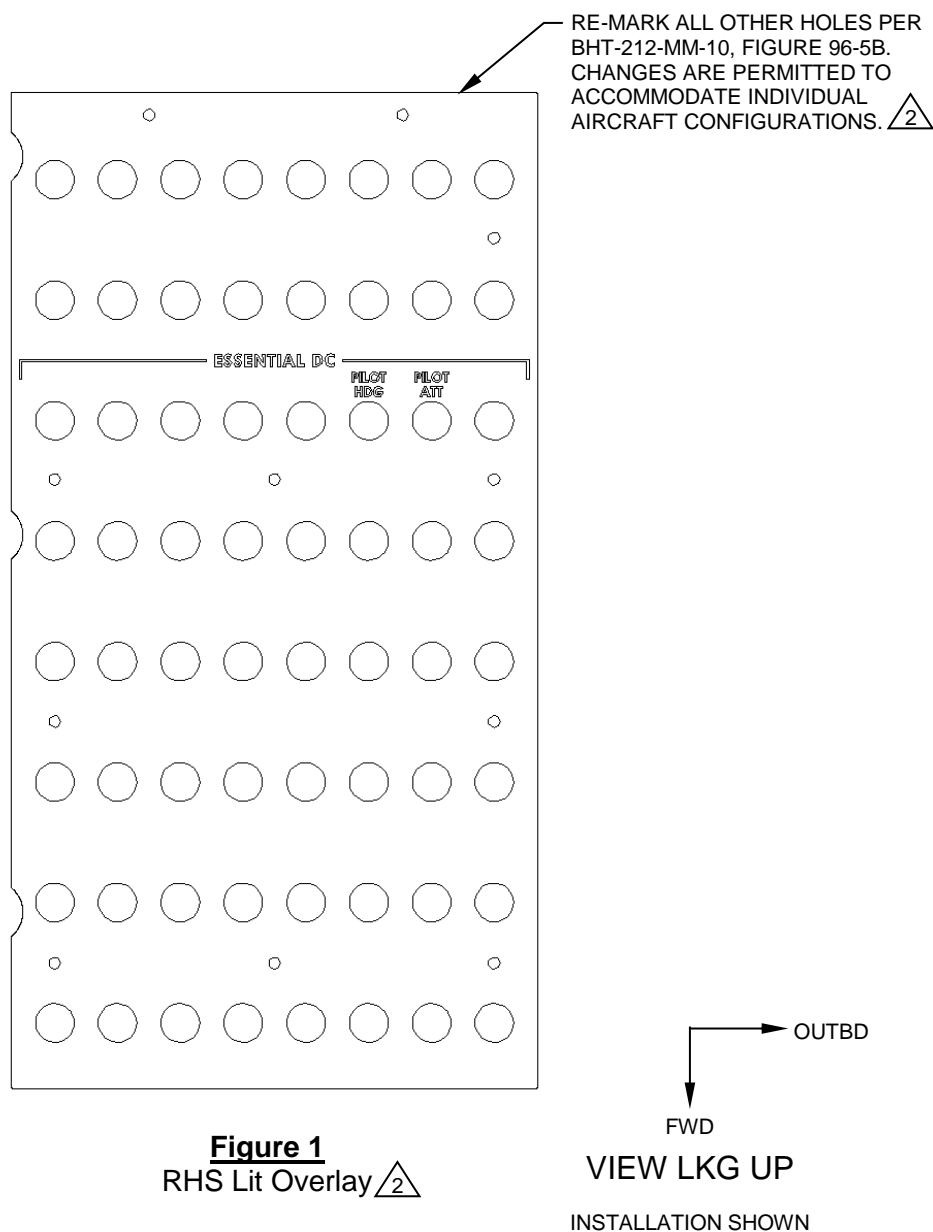 RE-MARK ALL OTHER HOLES PER
BHT-212-MM-10, FIGURE 96-5B.
CHANGES ARE PERMITTED TO
ACCOMMODATE INDIVIDUAL
AIRCRAFT CONFIGURATIONS. 2
ESSENTIAL DC
PILOT HDG
PILOT ATT
OUTBD
FWD
Figure 1
RHS Lit Overlay 2
VIEW LKG UP
INSTALLATION SHOWN